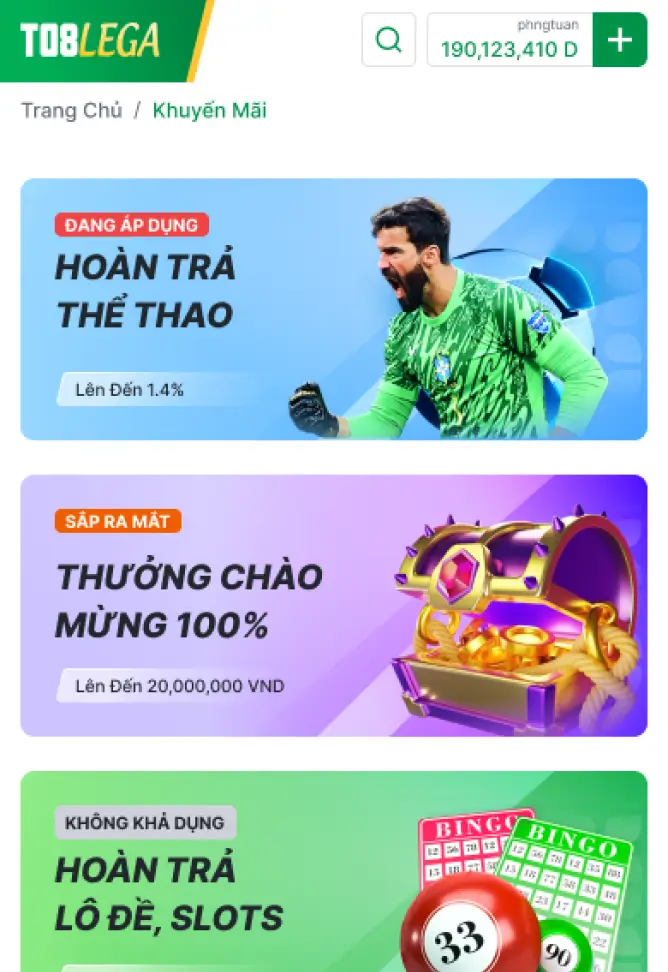 TO8LEGA
phngtuan
190,123,410 D
Trang Chủ / Khuyến Mãi
ĐANG ÁP DỤNG
HOÀN TRẢ
THỂ THAO
Lên Đến 1.4%
SẮP RA MẮT
THƯỞNG CHÀO
MỪNG 100%
Lên Đến 20,000,000 VND
KHÔNG KHẢ DỤNG
HOÀN TRẢ
LÔ ĐỀ, SLOTS
BINGO
BINGO
33
90